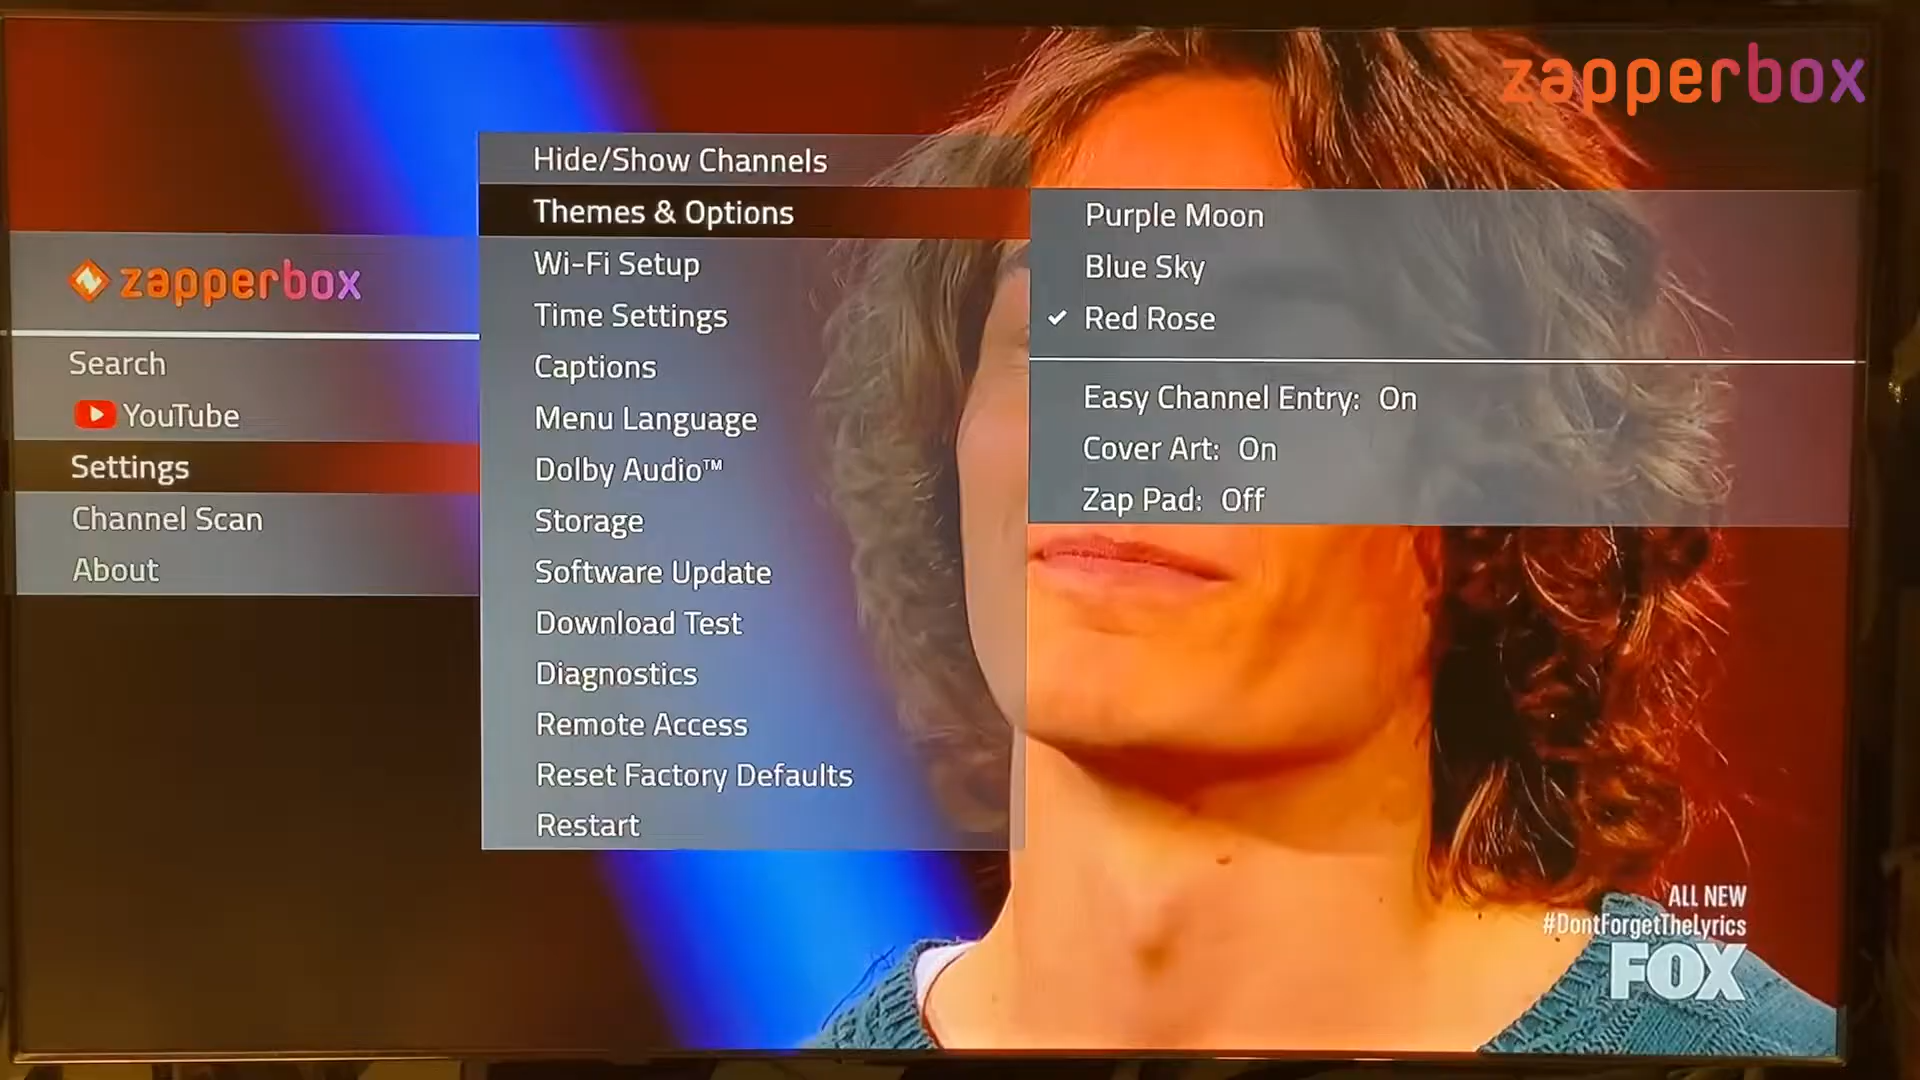 zapperbox
zapperbox
Search
YouTube
Settings
Channel Scan
About
Hide/Show Channels
Themes & Options
Wi-Fi Setup
Time Settings
Captions
Menu Language
Dolby Audio™
Storage
Software Update
Download Test
Diagnostics
Remote Access
Reset Factory Defaults
Restart
Purple Moon
Blue Sky
Red Rose
Easy Channel Entry: On
Cover Art: On
Zap Pad: Off
ALL NEW
#DontForgetTheLyrics
FOX